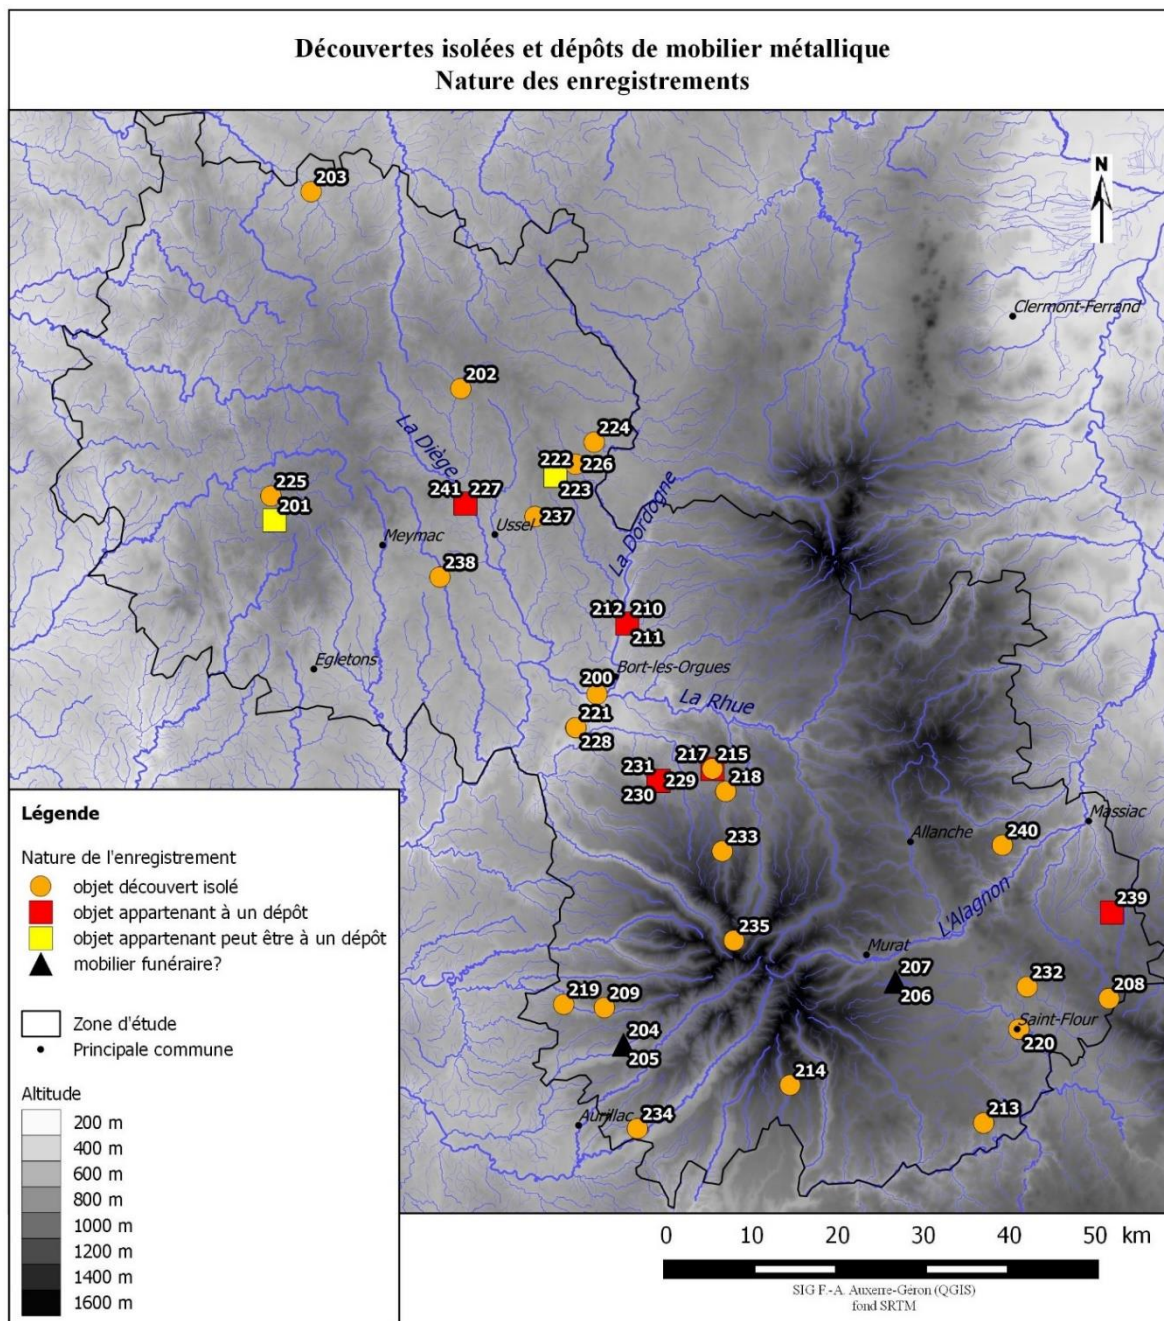 Découvertes isolées et dépôts de mobilier métallique
Nature des enregistrements
N
203
Clermont-Ferrand
202
La Diège
224
222
226
223
225
201
241
227
237
Ussel
La Dordogne
Meymac
238
212
210
211
Egletons
Bort-les-Orgues
200
La Rhue
221
228
217
215
231
229
230
218
Massiac
Allanche
240
233
239
L'Alagnon
235
Murat
207
206
232
208
219
209
Saint-Flour
220
204
205
214
213
Aurillac
234
Légende
Nature de l'enregistrement
objet découvert isolé
objet appartenant à un dépôt
objet appartenant peut être à un dépôt
mobilier funéraire?
Zone d'étude
Principale commune
Altitude
200 m
400 m
600 m
800 m
1000 m
1200 m
1400 m
1600 m
0 10 20 30 40 50 km
SIG F.-A. Auxerre-Géron (QGIS)
fond SRTM